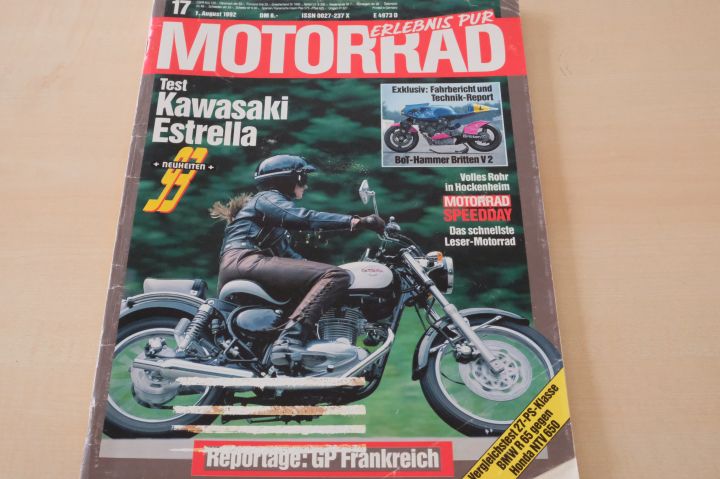 17
1. August 1992
DM 6.-
ISSN 0027-237 X
E 4973 D
ERLEBNIS PUR
MOTORRAD
Test
Kawasaki
Estrella
+ NEUHEITEN +
93
Exklusiv: Fahrbericht und
Technik-Report
BoT-Hammer Britten V 2
Volles Rohr
in Hockenheim
MOTORRAD
SPEEDDAY
Das schnellste
Leser-Motorrad
Vergleichstest 27-PS-Klasse
BMW R 65 gegen
Honda NTV 650
Reportage: GP Frankreich